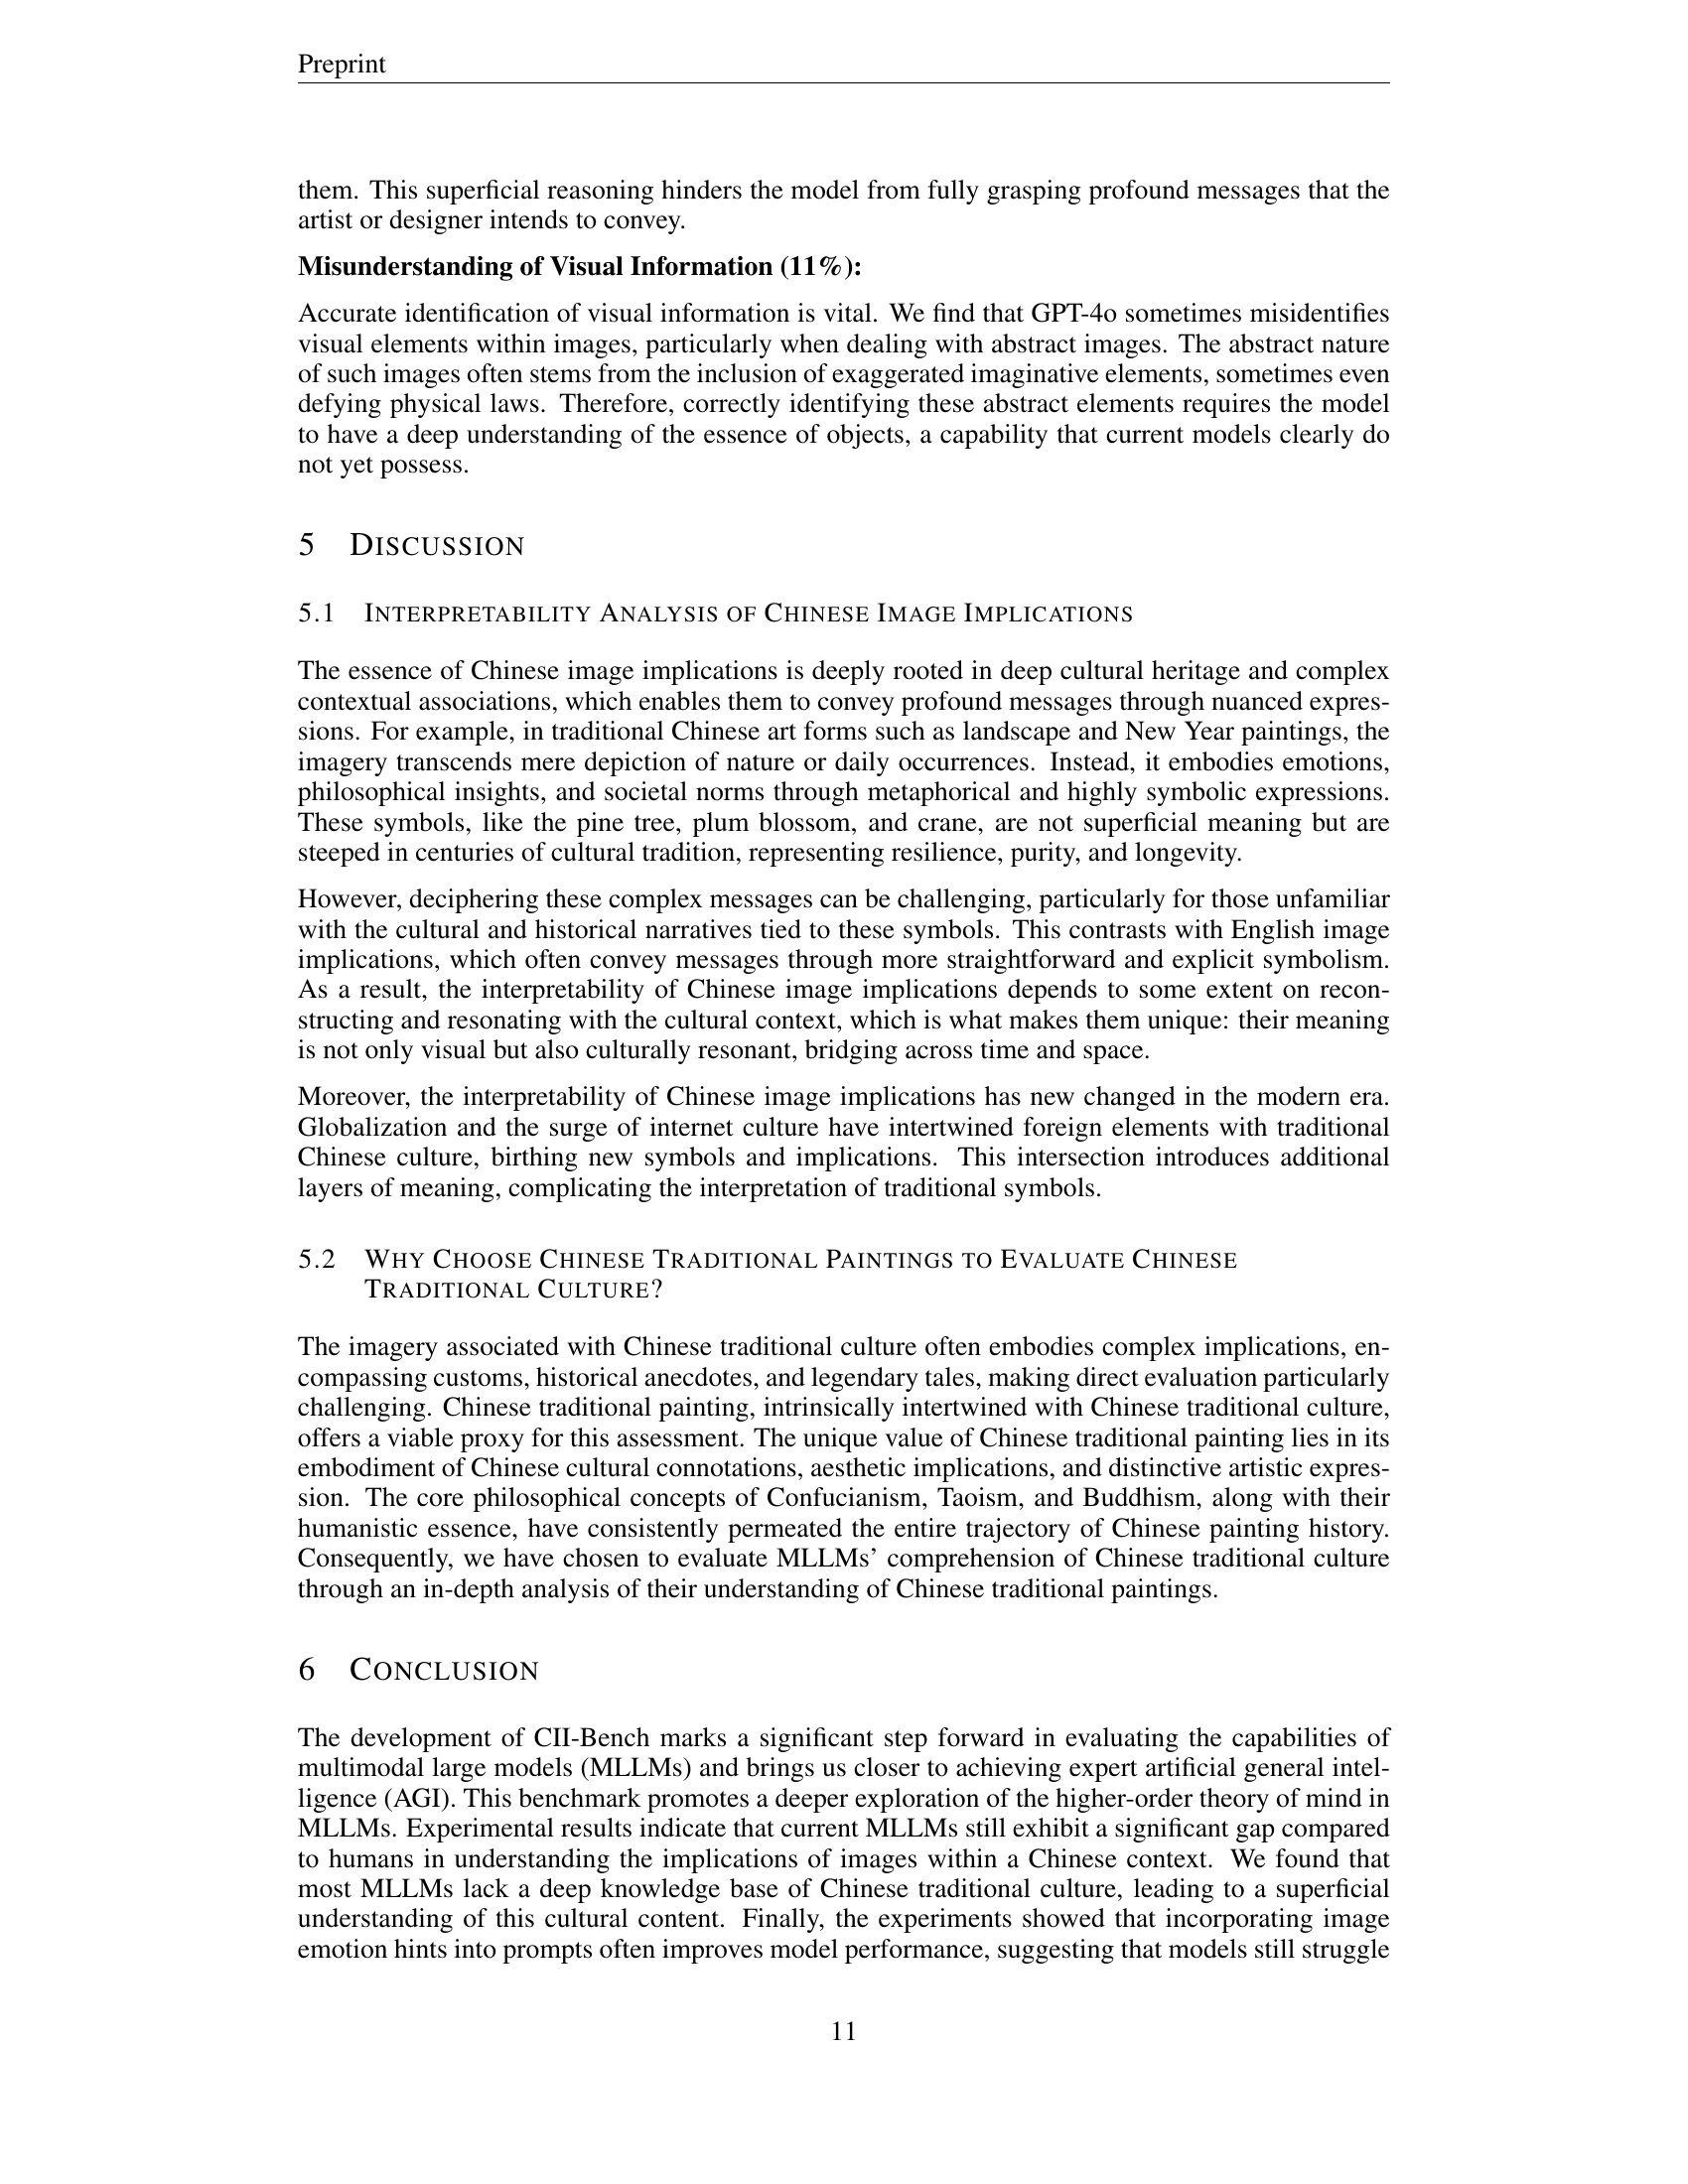 Preprint
them. This superficial reasoning hinders the model from fully grasping profound messages that the
artist or designer intends to convey.
Misunderstanding of Visual Information (11%):
Accurate identification of visual information is vital. We find that GPT-4o sometimes misidentifies
visual elements within images, particularly when dealing with abstract images. The abstract nature
of such images often stems from the inclusion of exaggerated imaginative elements, sometimes even
defying physical laws. Therefore, correctly identifying these abstract elements requires the model
to have a deep understanding of the essence of objects, a capability that current models clearly do
not yet possess.
5 DISCUSSION
5.1 INTERPRETABILITY ANALYSIS OF CHINESE IMAGE IMPLICATIONS
The essence of Chinese image implications is deeply rooted in deep cultural heritage and complex
contextual associations, which enables them to convey profound messages through nuanced expres-
sions. For example, in traditional Chinese art forms such as landscape and New Year paintings, the
imagery transcends mere depiction of nature or daily occurrences. Instead, it embodies emotions,
philosophical insights, and societal norms through metaphorical and highly symbolic expressions.
These symbols, like the pine tree, plum blossom, and crane, are not superficial meaning but are
steeped in centuries of cultural tradition, representing resilience, purity, and longevity.
However, deciphering these complex messages can be challenging, particularly for those unfamiliar
with the cultural and historical narratives tied to these symbols. This contrasts with English image
implications, which often convey messages through more straightforward and explicit symbolism.
As a result, the interpretability of Chinese image implications depends to some extent on recon-
structing and resonating with the cultural context, which is what makes them unique: their meaning
is not only visual but also culturally resonant, bridging across time and space.
Moreover, the interpretability of Chinese image implications has new changed in the modern era.
Globalization and the surge of internet culture have intertwined foreign elements with traditional
Chinese culture, birthing new symbols and implications. This intersection introduces additional
layers of meaning, complicating the interpretation of traditional symbols.
5.2 WHY CHOOSE CHINESE TRADITIONAL PAINTINGS TO EVALUATE CHINESE
TRADITIONAL CULTURE?
The imagery associated with Chinese traditional culture often embodies complex implications, en-
compassing customs, historical anecdotes, and legendary tales, making direct evaluation particularly
challenging. Chinese traditional painting, intrinsically intertwined with Chinese traditional culture,
offers a viable proxy for this assessment. The unique value of Chinese traditional painting lies in its
embodiment of Chinese cultural connotations, aesthetic implications, and distinctive artistic expres-
sion. The core philosophical concepts of Confucianism, Taoism, and Buddhism, along with their
humanistic essence, have consistently permeated the entire trajectory of Chinese painting history.
Consequently, we have chosen to evaluate MLLMs' comprehension of Chinese traditional culture
through an in-depth analysis of their understanding of Chinese traditional paintings.
6 CONCLUSION
The development of CII-Bench marks a significant step forward in evaluating the capabilities of
multimodal large models (MLLMs) and brings us closer to achieving expert artificial general intel-
ligence (AGI). This benchmark promotes a deeper exploration of the higher-order theory of mind in
MLLMs. Experimental results indicate that current MLLMs still exhibit a significant gap compared
to humans in understanding the implications of images within a Chinese context. We found that
most MLLMs lack a deep knowledge base of Chinese traditional culture, leading to a superficial
understanding of this cultural content. Finally, the experiments showed that incorporating image
emotion hints into prompts often improves model performance, suggesting that models still struggle
11